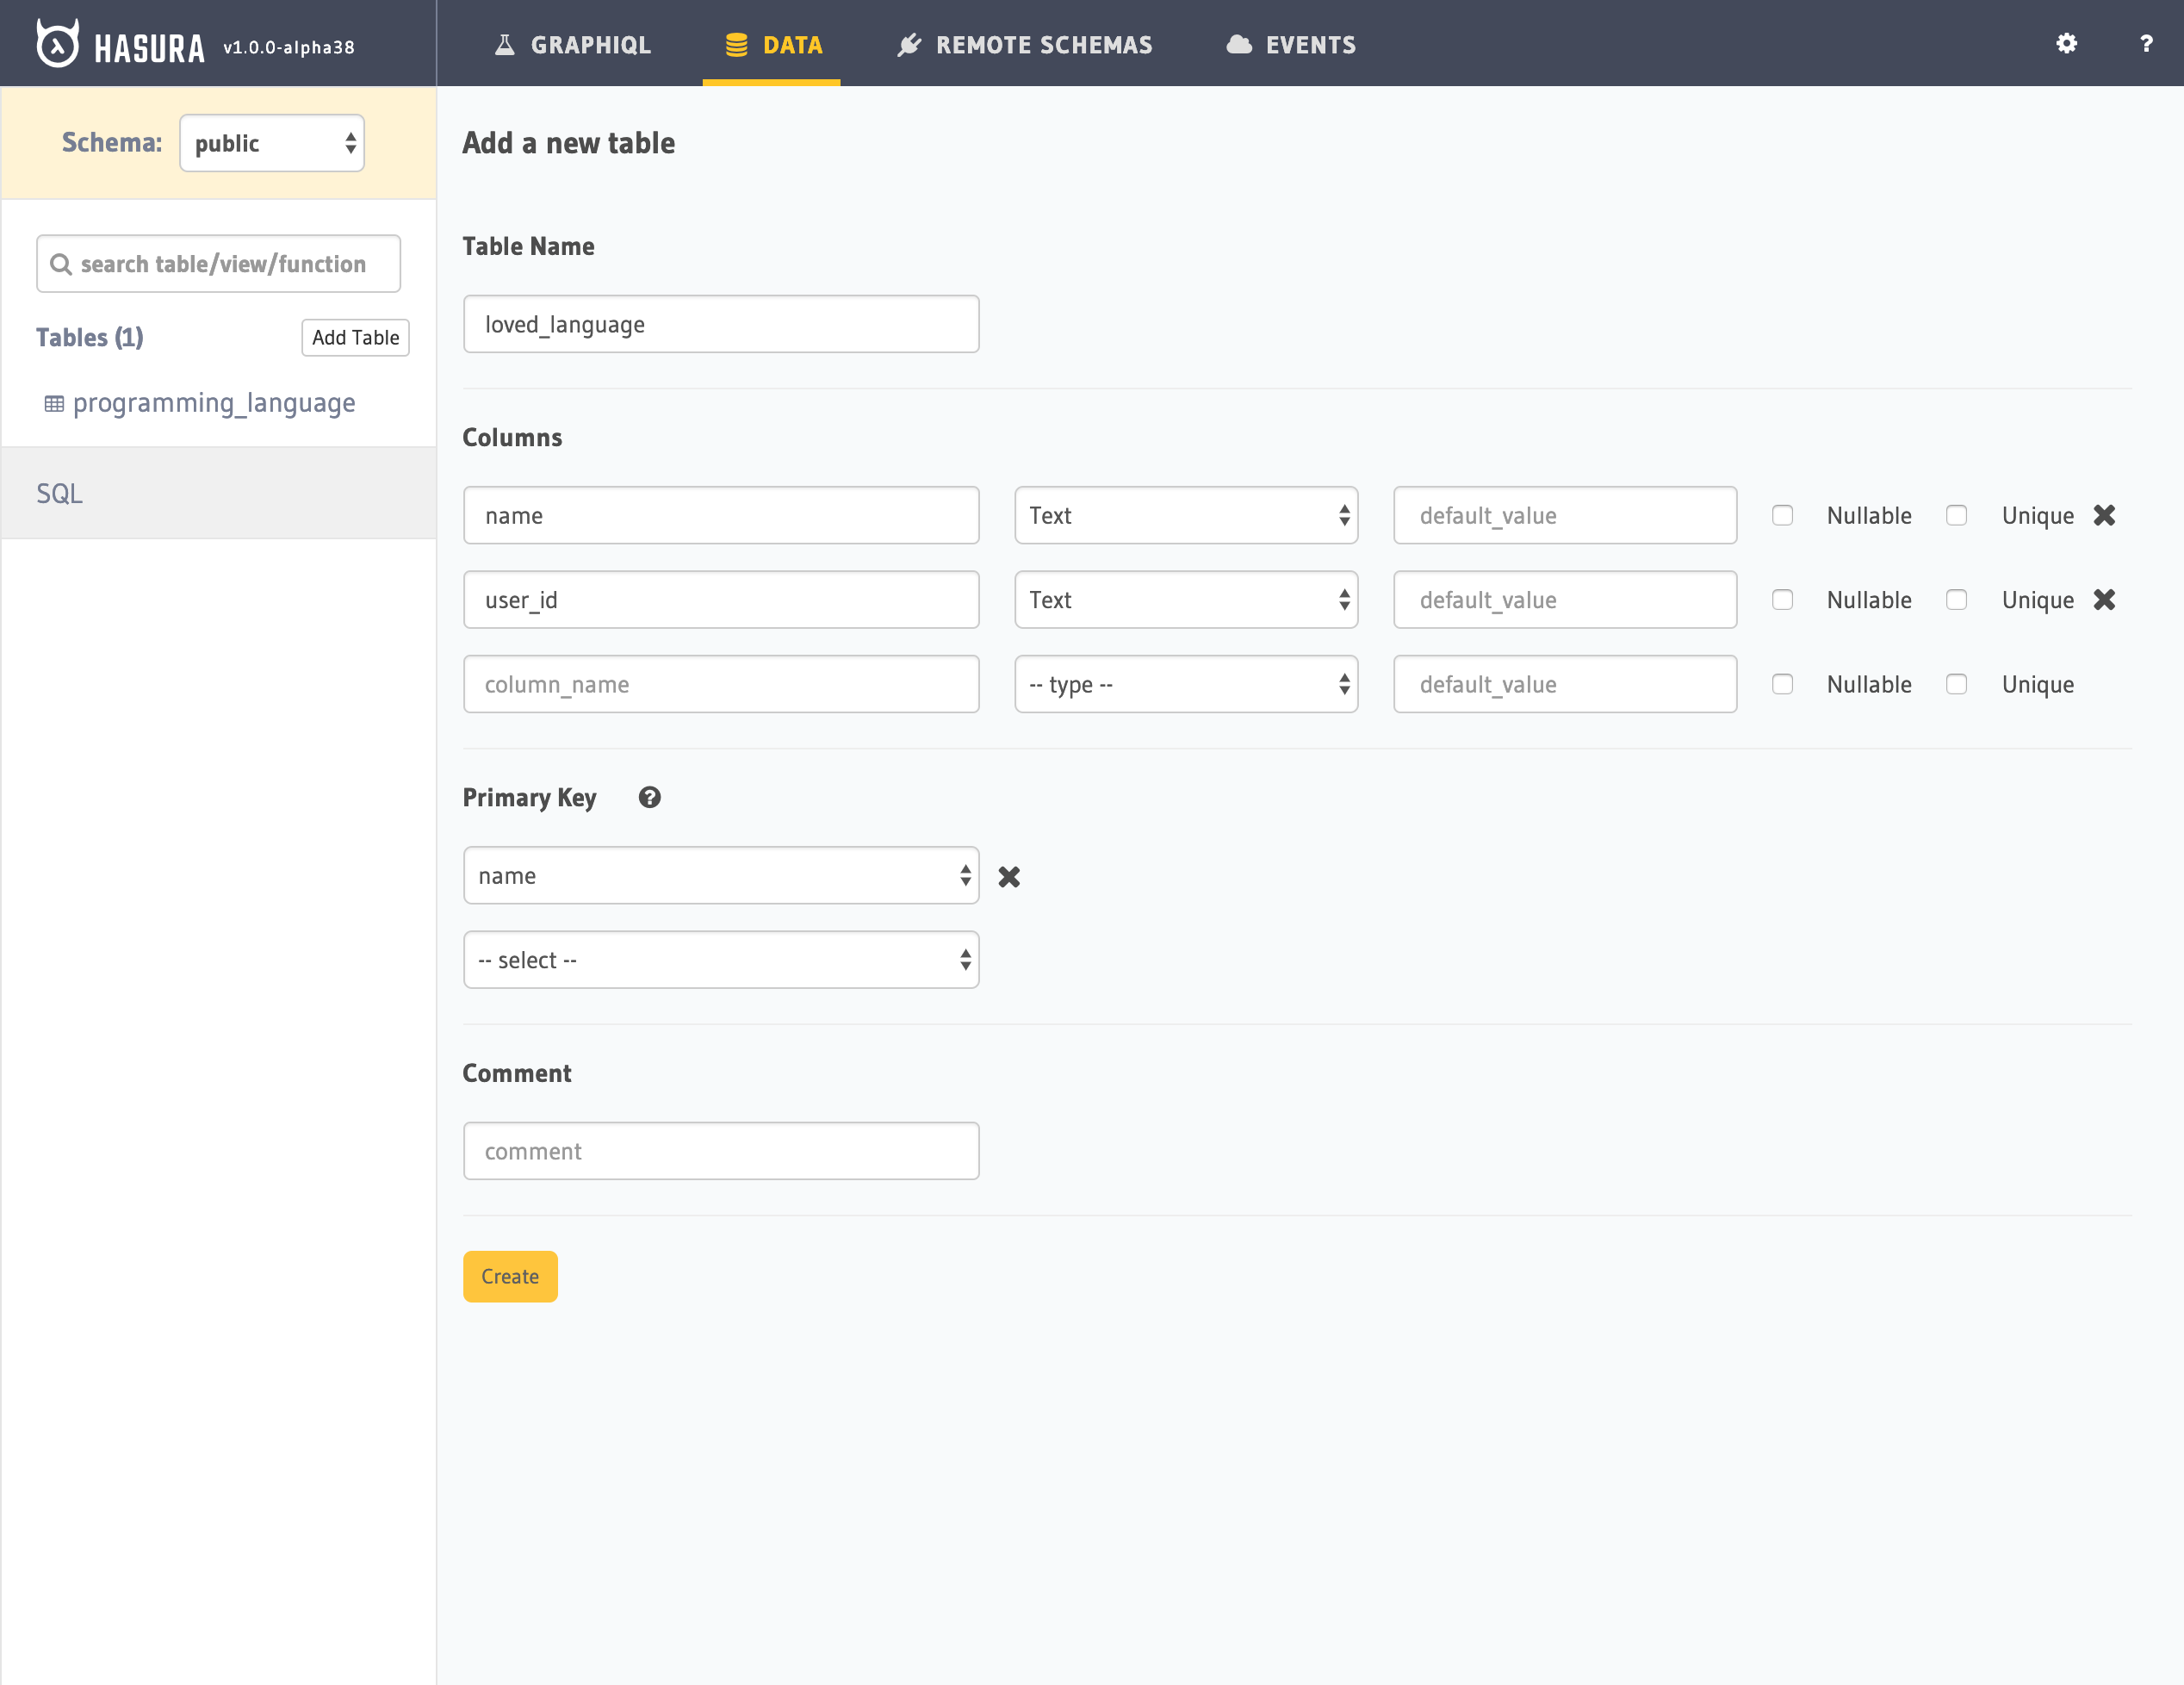 HASURA v1.0.0-alpha38 GRAPHIQL DATA REMOTE SCHEMAS EVENTS ?
Schema: public
search table/view/function
Tables (1) Add Table
programming_language
SQL
Add a new table
Table Name
loved_language
Columns
name Text default_value Nullable Unique
user_id Text default_value Nullable Unique
column_name -- type -- default_value Nullable Unique
Primary Key ?
name
-- select --
Comment
comment
Create